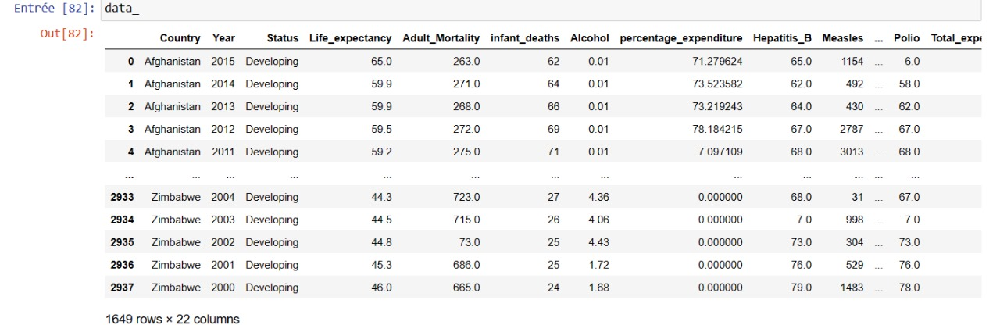 Entrée [82]: data_
Out[82]:
Country Year Status Life_expectancy Adult_Mortality infant_deaths Alcohol percentage_expenditure Hepatitis_B Measles ... Polio Total_expe
0 Afghanistan 2015 Developing 65.0 263.0 62 0.01 71.279624 65.0 1154 ... 6.0
1 Afghanistan 2014 Developing 59.9 271.0 64 0.01 73.523582 62.0 492 ... 58.0
2 Afghanistan 2013 Developing 59.9 268.0 66 0.01 73.219243 64.0 430 ... 62.0
3 Afghanistan 2012 Developing 59.5 272.0 69 0.01 78.184215 67.0 2787 ... 67.0
4 Afghanistan 2011 Developing 59.2 275.0 71 0.01 7.097109 68.0 3013 ... 68.0
... ... ... ... ... ... ... ... ... ... ... ... ...
2933 Zimbabwe 2004 Developing 44.3 723.0 27 4.36 0.000000 68.0 31 ... 67.0
2934 Zimbabwe 2003 Developing 44.5 715.0 26 4.06 0.000000 7.0 998 ... 7.0
2935 Zimbabwe 2002 Developing 44.8 73.0 25 4.43 0.000000 73.0 304 ... 73.0
2936 Zimbabwe 2001 Developing 45.3 686.0 25 1.72 0.000000 76.0 529 ... 76.0
2937 Zimbabwe 2000 Developing 46.0 665.0 24 1.68 0.000000 79.0 1483 ... 78.0
1649 rows × 22 columns